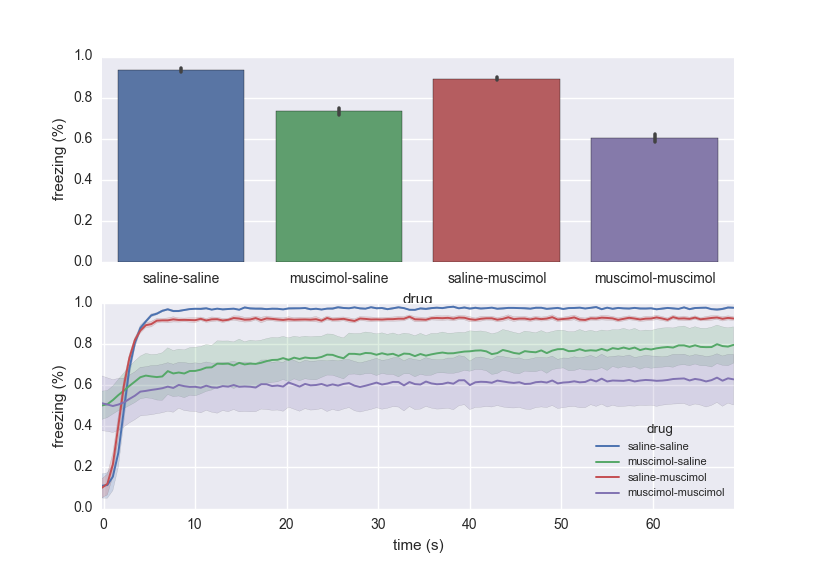 1.0
0.8
0.6
0.4
0.2
0.0
freezing (%)
saline-saline muscimol-saline saline-muscimol muscimol-muscimol
drug
1.0
0.8
0.6
0.4
0.2
0.0
freezing (%)
drug
saline-saline
muscimol-saline
saline-muscimol
muscimol-muscimol
0 10 20 30 40 50 60
time (s)